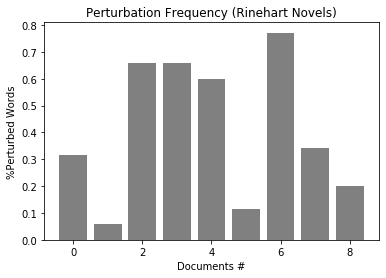 Perturbation Frequency (Rinehart Novels)
%Perturbed Words
0.8
0.7
0.6
0.5
0.4
0.3
0.2
0.1
0.0
0 2 4 6 8
Documents #